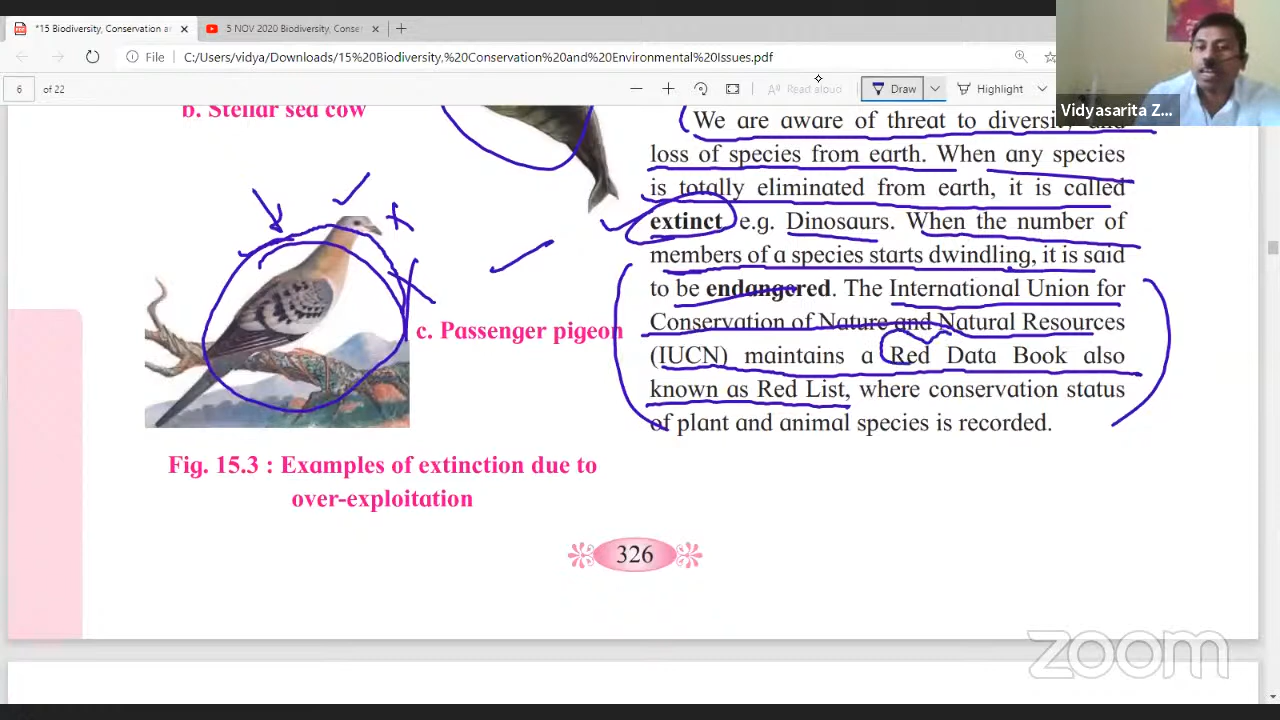 *15 Biodiversity, Conservation a
5 NOV 2020 Biodiversity, Conse
File
C:/Users/vidya/Downloads/15%20Biodiversity,%20Conservation%20and%20Environmental%20Issues.pdf
6 of 22
Read aloud
Draw
Highlight
Vidyasarita Z...
b. Stellar sea cow
c. Passenger pigeon
Fig. 15.3 : Examples of extinction due to
over-exploitation
We are aware of threat to diversity and
loss of species from earth. When any species
is totally eliminated from earth, it is called
extinct e.g. Dinosaurs. When the number of
members of a species starts dwindling, it is said
to be endangered. The International Union for
Conservation of Nature and Natural Resources
(IUCN) maintains a Red Data Book also
known as Red List, where conservation status
of plant and animal species is recorded.
326
zoom